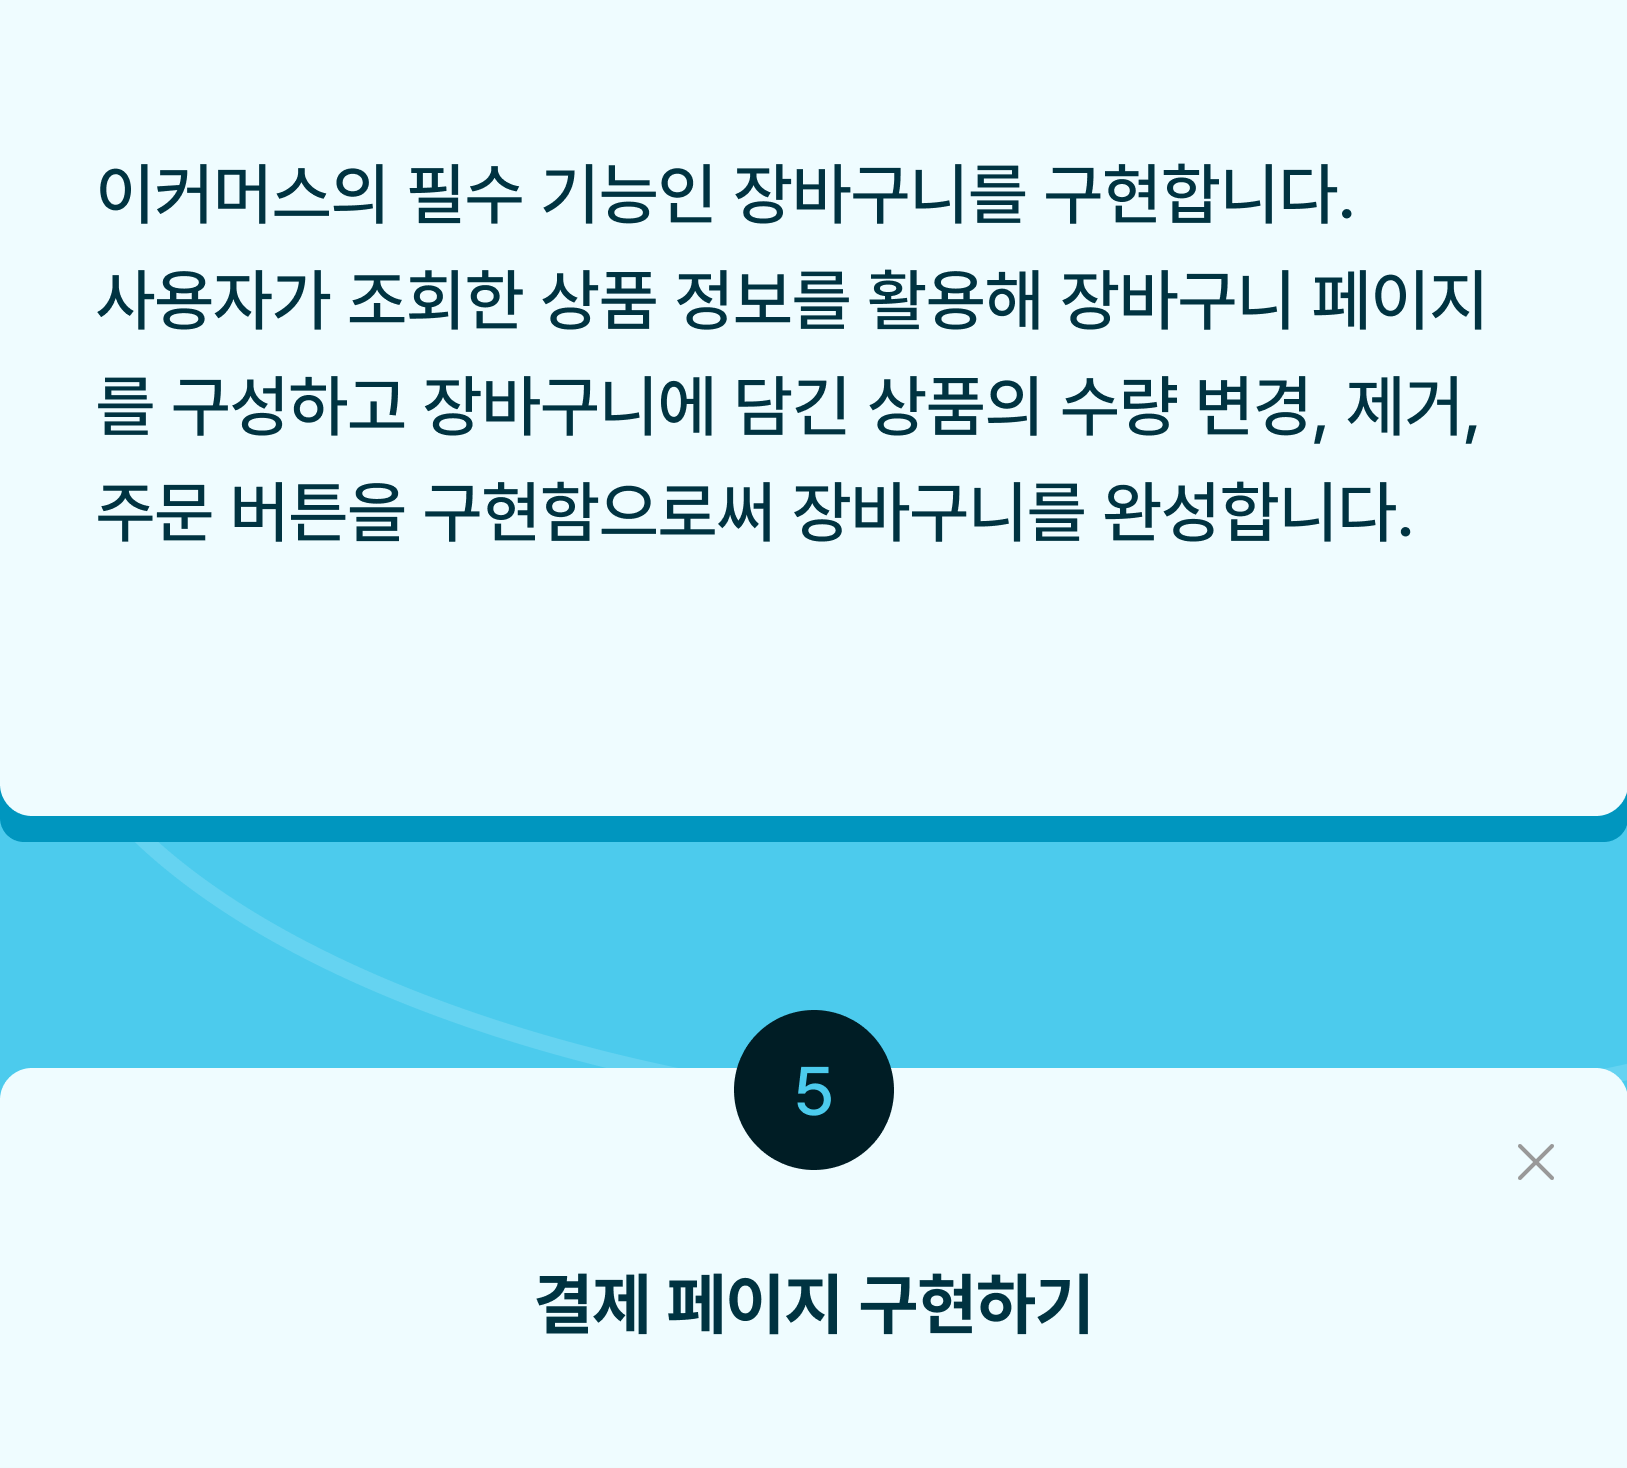 이커머스의 필수 기능인 장바구니를 구현합니다.
사용자가 조회한 상품 정보를 활용해 장바구니 페이지
를 구성하고 장바구니에 담긴 상품의 수량 변경, 제거,
주문 버튼을 구현함으로써 장바구니를 완성합니다.
5
결제 페이지 구현하기